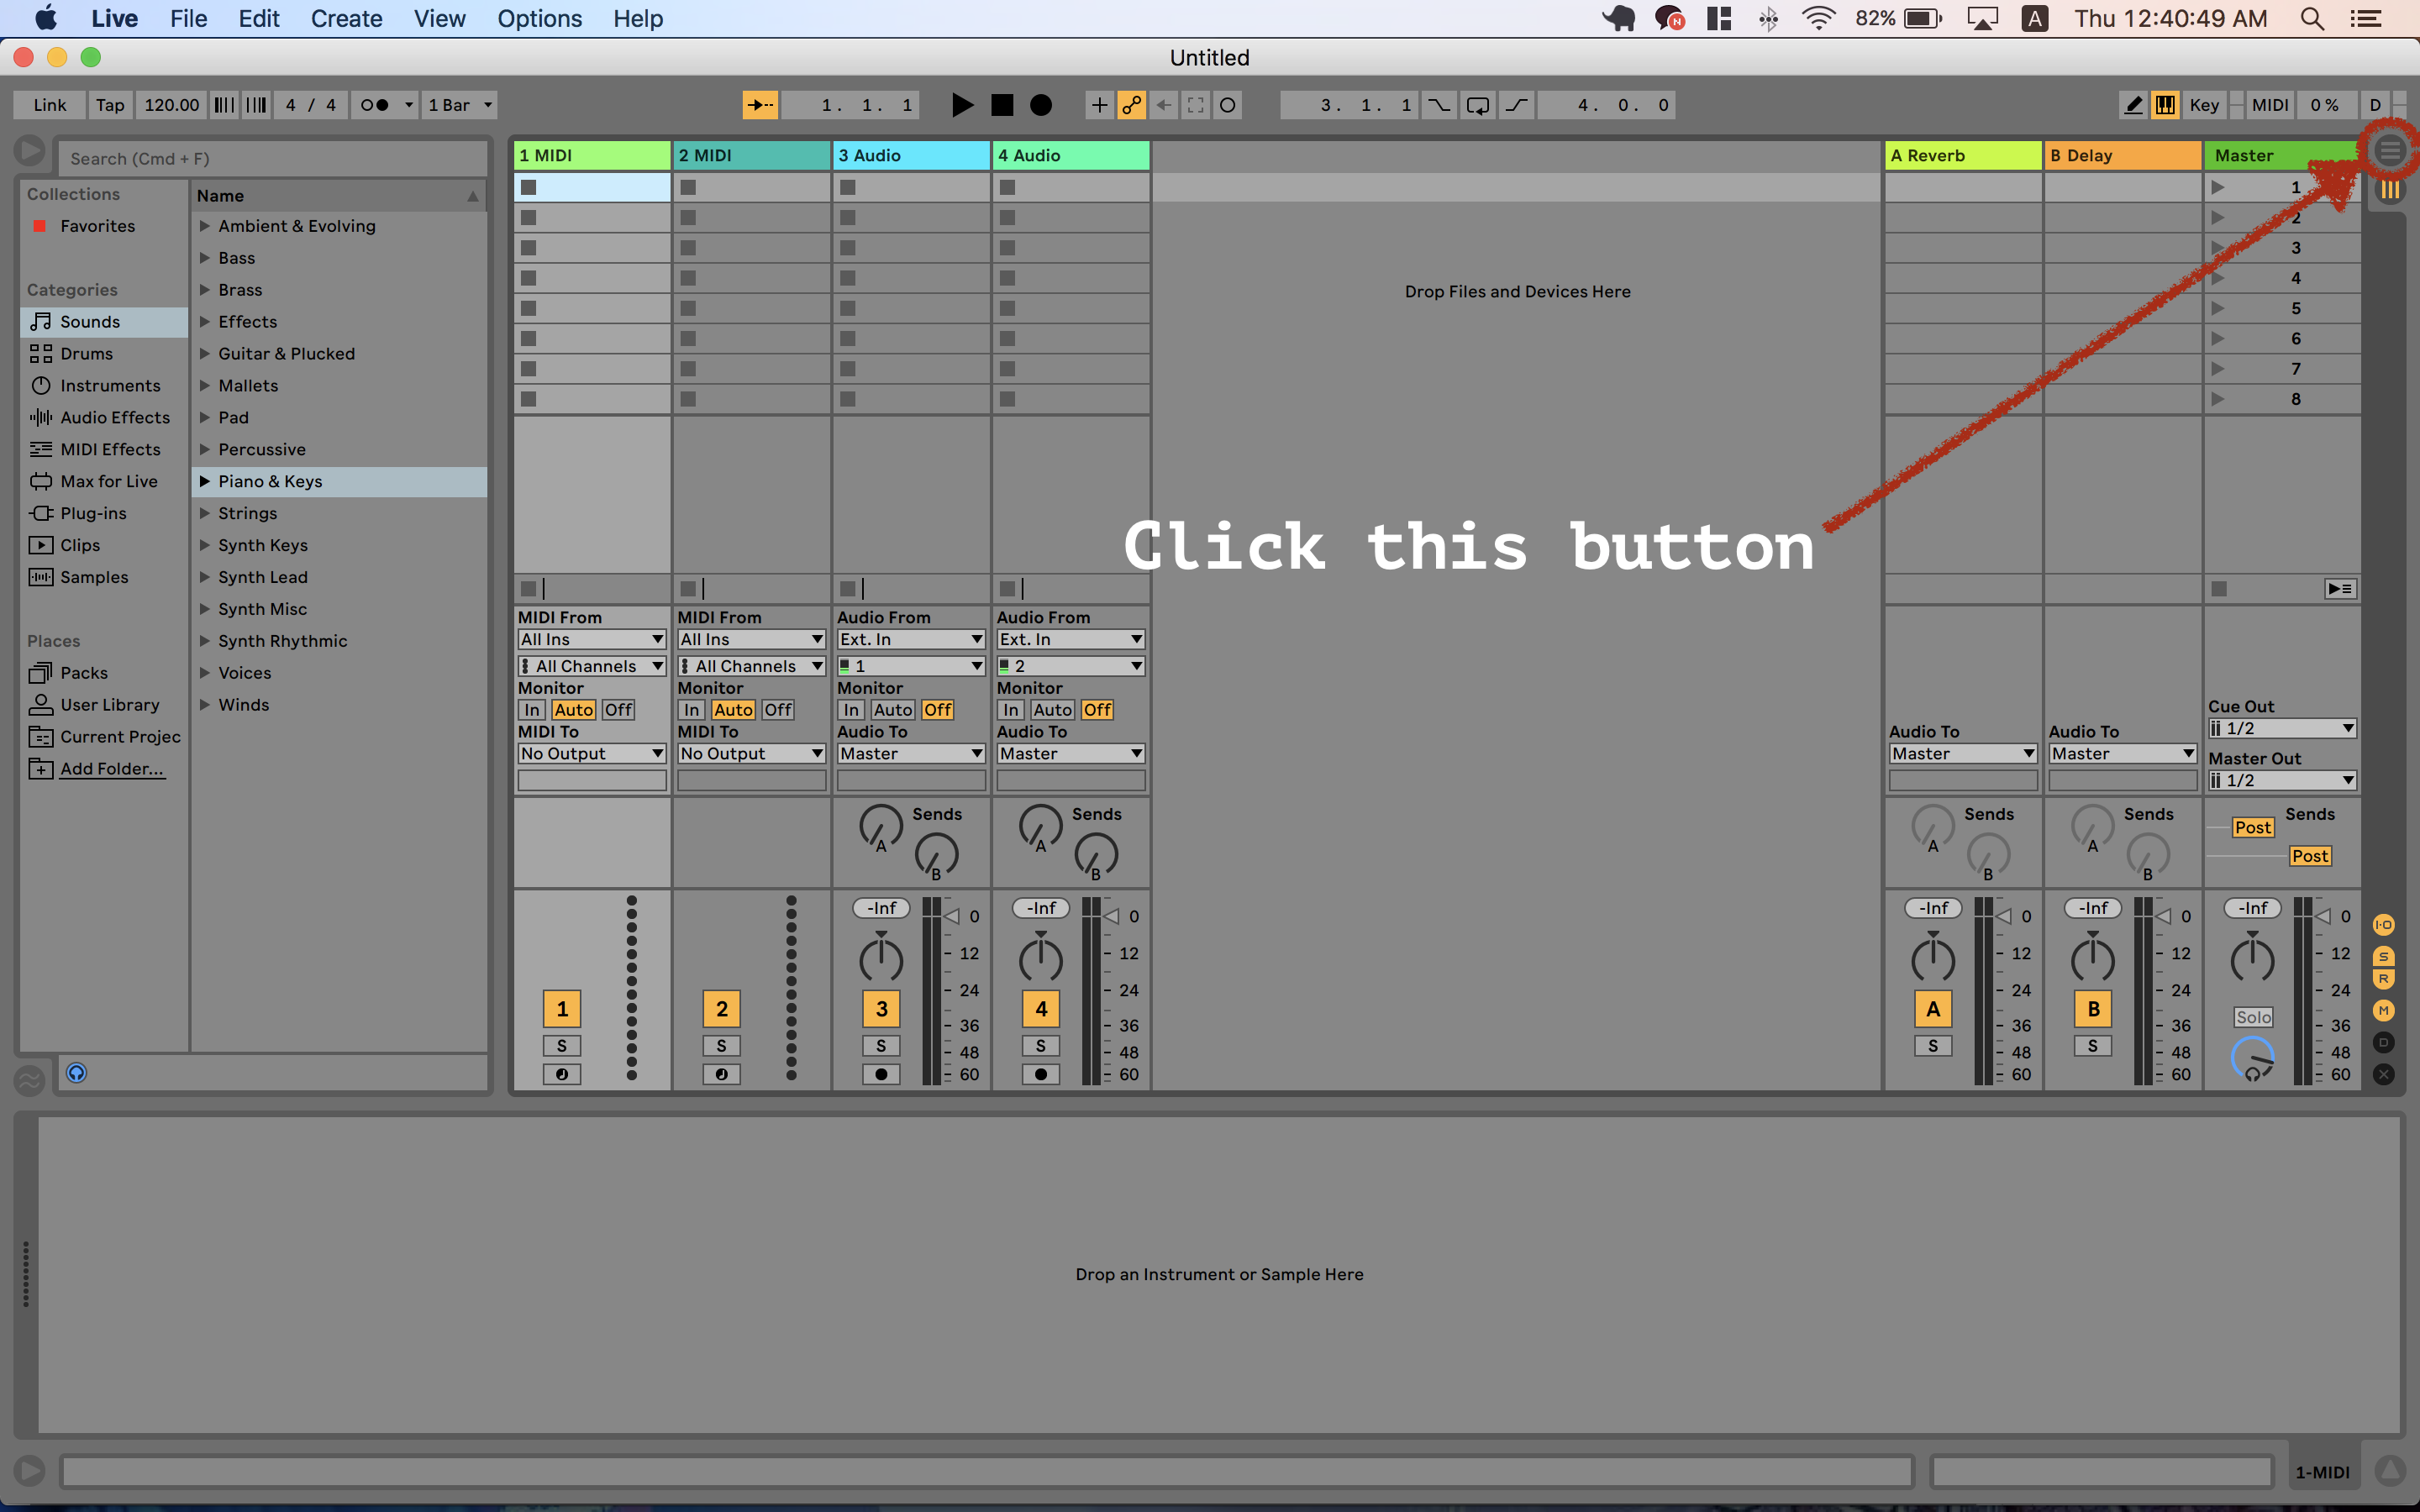 Live File Edit Create View Options Help 82% A Thu 12:40:49 AM
Untitled
Link Tap 120.00 4 / 4 1 Bar 1. 1. 1 3. 1. 1 4. 0. 0 Key MIDI 0 % D
Search (Cmd + F)
Collections
Favorites
Categories
Sounds
Drums
Instruments
Audio Effects
MIDI Effects
Max for Live
Plug-ins
Clips
Samples
Places
Packs
User Library
Current Projec
Add Folder...
Name
Ambient & Evolving
Bass
Brass
Effects
Guitar & Plucked
Mallets
Pad
Percussive
Piano & Keys
Strings
Synth Keys
Synth Lead
Synth Misc
Synth Rhythmic
Voices
Winds
1 MIDI 2 MIDI 3 Audio 4 Audio A Reverb B Delay Master
1
2
3
4
5
6
7
8
Drop Files and Devices Here
Click this button
MIDI From MIDI From Audio From Audio From
All Ins All Ins Ext. In Ext. In
All Channels All Channels 1 2
Monitor Monitor Monitor Monitor
In Auto Off In Auto Off In Auto Off In Auto Off
MIDI To MIDI To Audio To Audio To Audio To Audio To
No Output No Output Master Master Master Master
Cue Out
1/2
Master Out
1/2
Sends Sends Sends Sends Sends
A A A A Post
B B B B Post
-Inf 0 -Inf 0 -Inf 0 -Inf 0 -Inf 0
12 12 12 12 12
24 24 24 24 24
1 2 3 4 A B Solo
36 36 36 36 36
S S S S S S
48 48 48 48 48
60 60 60 60 60
I-O
S
R
M
D
X
Drop an Instrument or Sample Here
1-MIDI